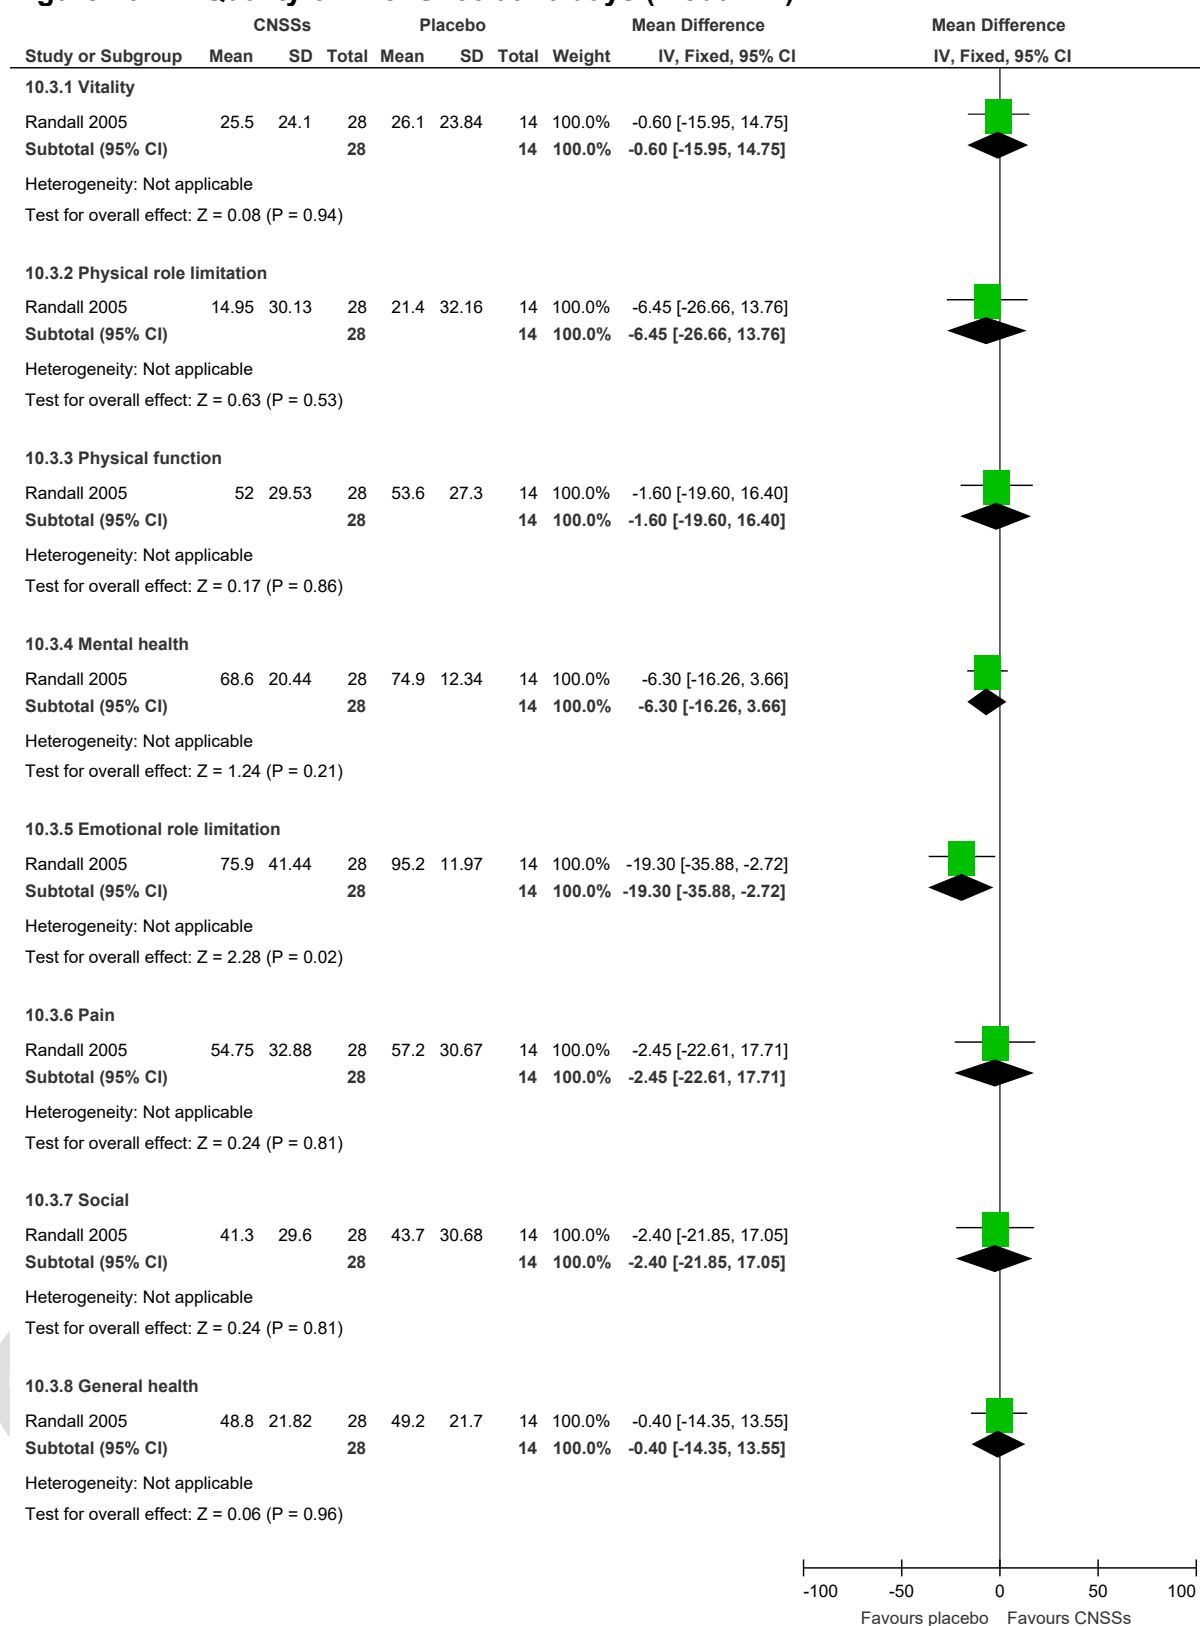 CNSSs Placebo Mean Difference Mean Difference
Study or Subgroup Mean SD Total Mean SD Total Weight IV, Fixed, 95% CI IV, Fixed, 95% CI
10.3.1 Vitality
Randall 2005 25.5 24.1 28 26.1 23.84 14 100.0% -0.60 [-15.95, 14.75]
Subtotal (95% CI) 28 14 100.0% -0.60 [-15.95, 14.75]
Heterogeneity: Not applicable
Test for overall effect: Z = 0.08 (P = 0.94)
10.3.2 Physical role limitation
Randall 2005 14.95 30.13 28 21.4 32.16 14 100.0% -6.45 [-26.66, 13.76]
Subtotal (95% CI) 28 14 100.0% -6.45 [-26.66, 13.76]
Heterogeneity: Not applicable
Test for overall effect: Z = 0.63 (P = 0.53)
10.3.3 Physical function
Randall 2005 52 29.53 28 53.6 27.3 14 100.0% -1.60 [-19.60, 16.40]
Subtotal (95% CI) 28 14 100.0% -1.60 [-19.60, 16.40]
Heterogeneity: Not applicable
Test for overall effect: Z = 0.17 (P = 0.86)
10.3.4 Mental health
Randall 2005 68.6 20.44 28 74.9 12.34 14 100.0% -6.30 [-16.26, 3.66]
Subtotal (95% CI) 28 14 100.0% -6.30 [-16.26, 3.66]
Heterogeneity: Not applicable
Test for overall effect: Z = 1.24 (P = 0.21)
10.3.5 Emotional role limitation
Randall 2005 75.9 41.44 28 95.2 11.97 14 100.0% -19.30 [-35.88, -2.72]
Subtotal (95% CI) 28 14 100.0% -19.30 [-35.88, -2.72]
Heterogeneity: Not applicable
Test for overall effect: Z = 2.28 (P = 0.02)
10.3.6 Pain
Randall 2005 54.75 32.88 28 57.2 30.67 14 100.0% -2.45 [-22.61, 17.71]
Subtotal (95% CI) 28 14 100.0% -2.45 [-22.61, 17.71]
Heterogeneity: Not applicable
Test for overall effect: Z = 0.24 (P = 0.81)
10.3.7 Social
Randall 2005 41.3 29.6 28 43.7 30.68 14 100.0% -2.40 [-21.85, 17.05]
Subtotal (95% CI) 28 14 100.0% -2.40 [-21.85, 17.05]
Heterogeneity: Not applicable
Test for overall effect: Z = 0.24 (P = 0.81)
10.3.8 General health
Randall 2005 48.8 21.82 28 49.2 21.7 14 100.0% -0.40 [-14.35, 13.55]
Subtotal (95% CI) 28 14 100.0% -0.40 [-14.35, 13.55]
Heterogeneity: Not applicable
Test for overall effect: Z = 0.06 (P = 0.96)
-100 -50 0 50 100
Favours placebo Favours CNSSs